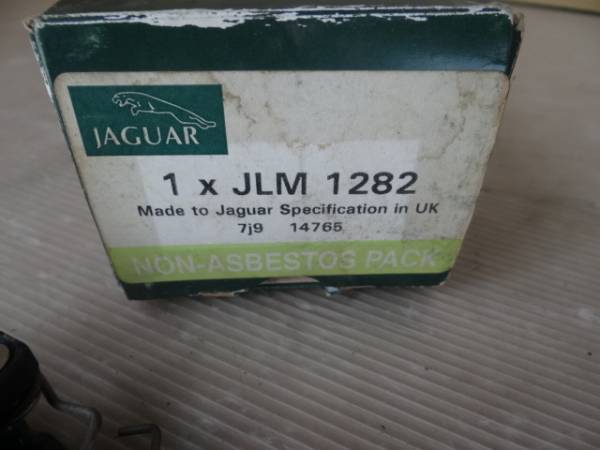 JAGUAR
1 x JLM 1282
Made to Jaguar Specification in UK
7j9 14765
NON-ASBESTOS PACK